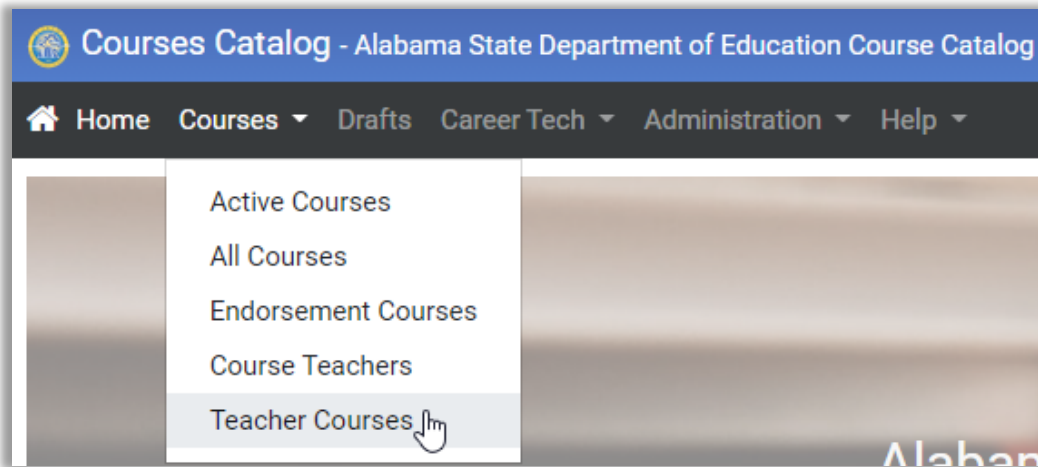 Courses Catalog - Alabama State Department of Education Course Catalog
Home Courses Drafts Career Tech Administration Help
Active Courses
All Courses
Endorsement Courses
Course Teachers
Teacher Courses